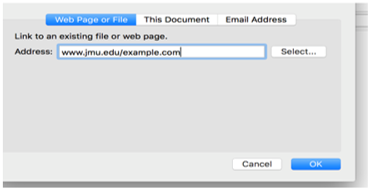 Web Page or File This Document Email Address
Link to an existing file or web page.
Address: www.jmu.edu/example.com Select...
Cancel OK